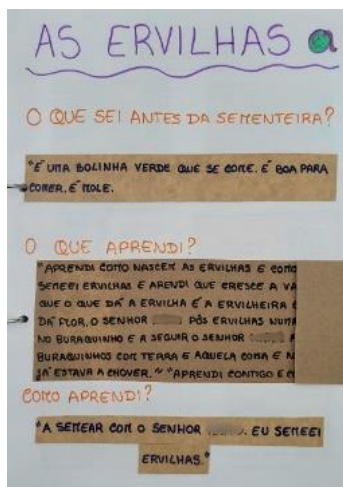 AS ERVILHAS
O QUE SEI ANTES DA SEMENTEIRA?
"É UMA BOLINHA VERDE QUE SE COME. É BOA PARA
COMER. É MOLE.
O QUE APRENDI?
"APRENDI COMO NASCEM AS ERVILHAS E COMO
SEMEEI ERVILHAS E ARENDI QUE CRESCE A VA
QUE O QUE DÁ A ERVILHA É A ERVILHEIRA E
DÁ FLOR. O SENHOR PÔS ERVILHAS NUMA
NO BURAQUINHO E A SEGUIR O SENHOR
BURAQUINHOS COM TERRA E AQUELA COISA E N
JÁ ESTAVA A CHOVER." "APRENDI CONTIGO E
COMO APRENDI?
"A SEMEAR COM O SENHOR . EU SEMEEI
ERVILHAS."